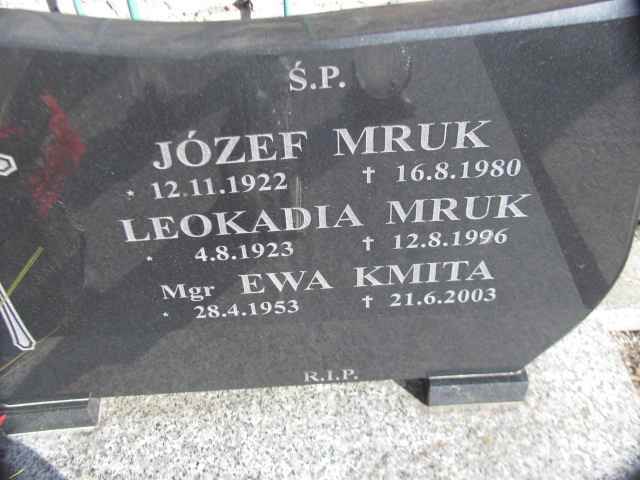 Ś.P.
JÓZEF MRUK
* 12.11.1922 † 16.8.1980
LEOKADIA MRUK
* 4.8.1923 † 12.8.1996
Mgr EWA KMITA
* 28.4.1953 † 21.6.2003
R.I.P.